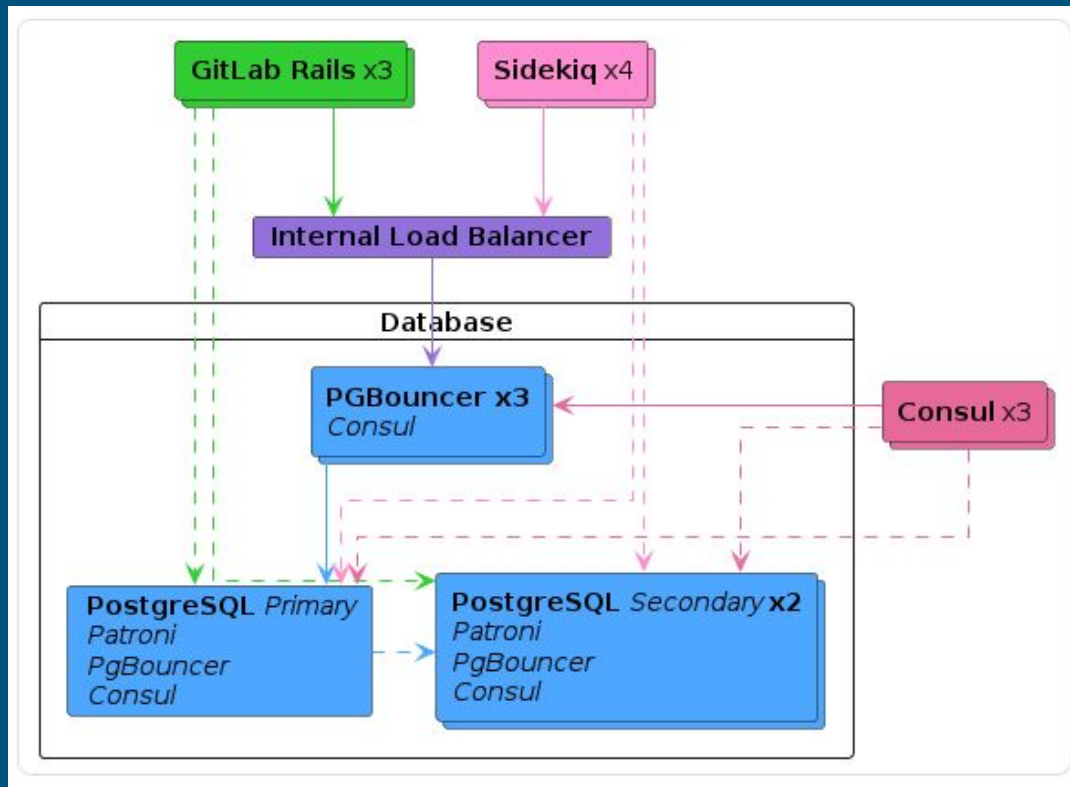 GitLab Rails x3
Sidekiq x4
Internal Load Balancer
Database
PGBouncer x3
Consul
Consul x3
PostgreSQL Primary
Patroni
PgBouncer
Consul
PostgreSQL Secondary x2
Patroni
PgBouncer
Consul